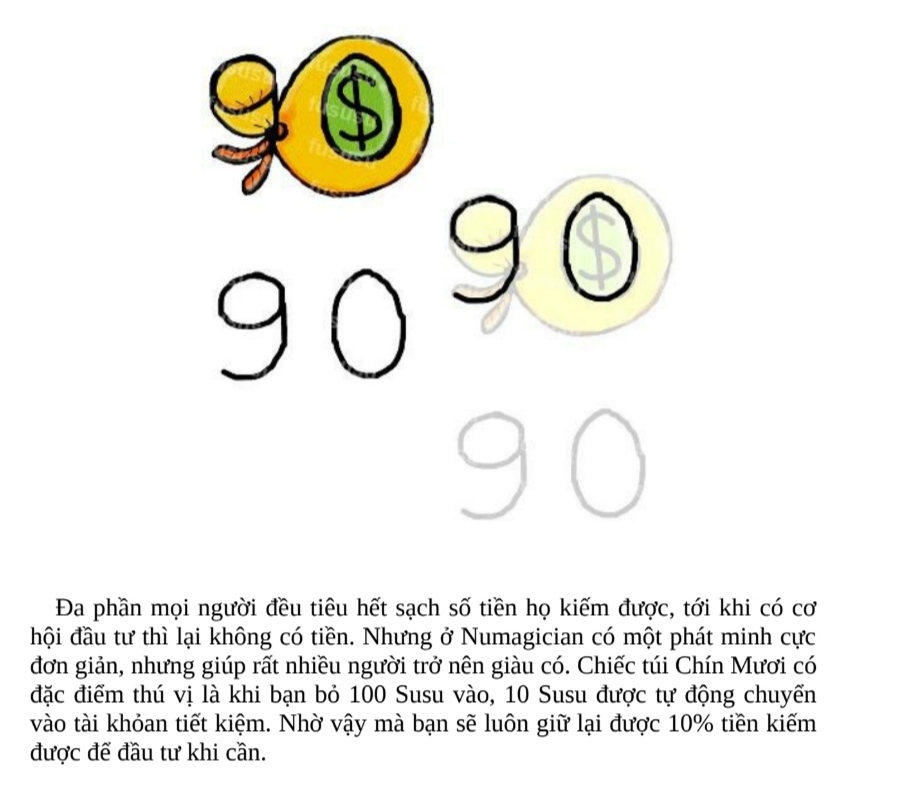 90
$
90
$
90
90
Đa phần mọi người đều tiêu hết sạch số tiền họ kiếm được, tới khi có cơ
hội đầu tư thì lại không có tiền. Nhưng ở Numagician có một phát minh cực
đơn giản, nhưng giúp rất nhiều người trở nên giàu có. Chiếc túi Chín Mươi có
đặc điểm thú vị là khi bạn bỏ 100 Susu vào, 10 Susu được tự động chuyển
vào tài khỏan tiết kiệm. Nhờ vậy mà bạn sẽ luôn giữ lại được 10% tiền kiếm
được để đầu tư khi cần.